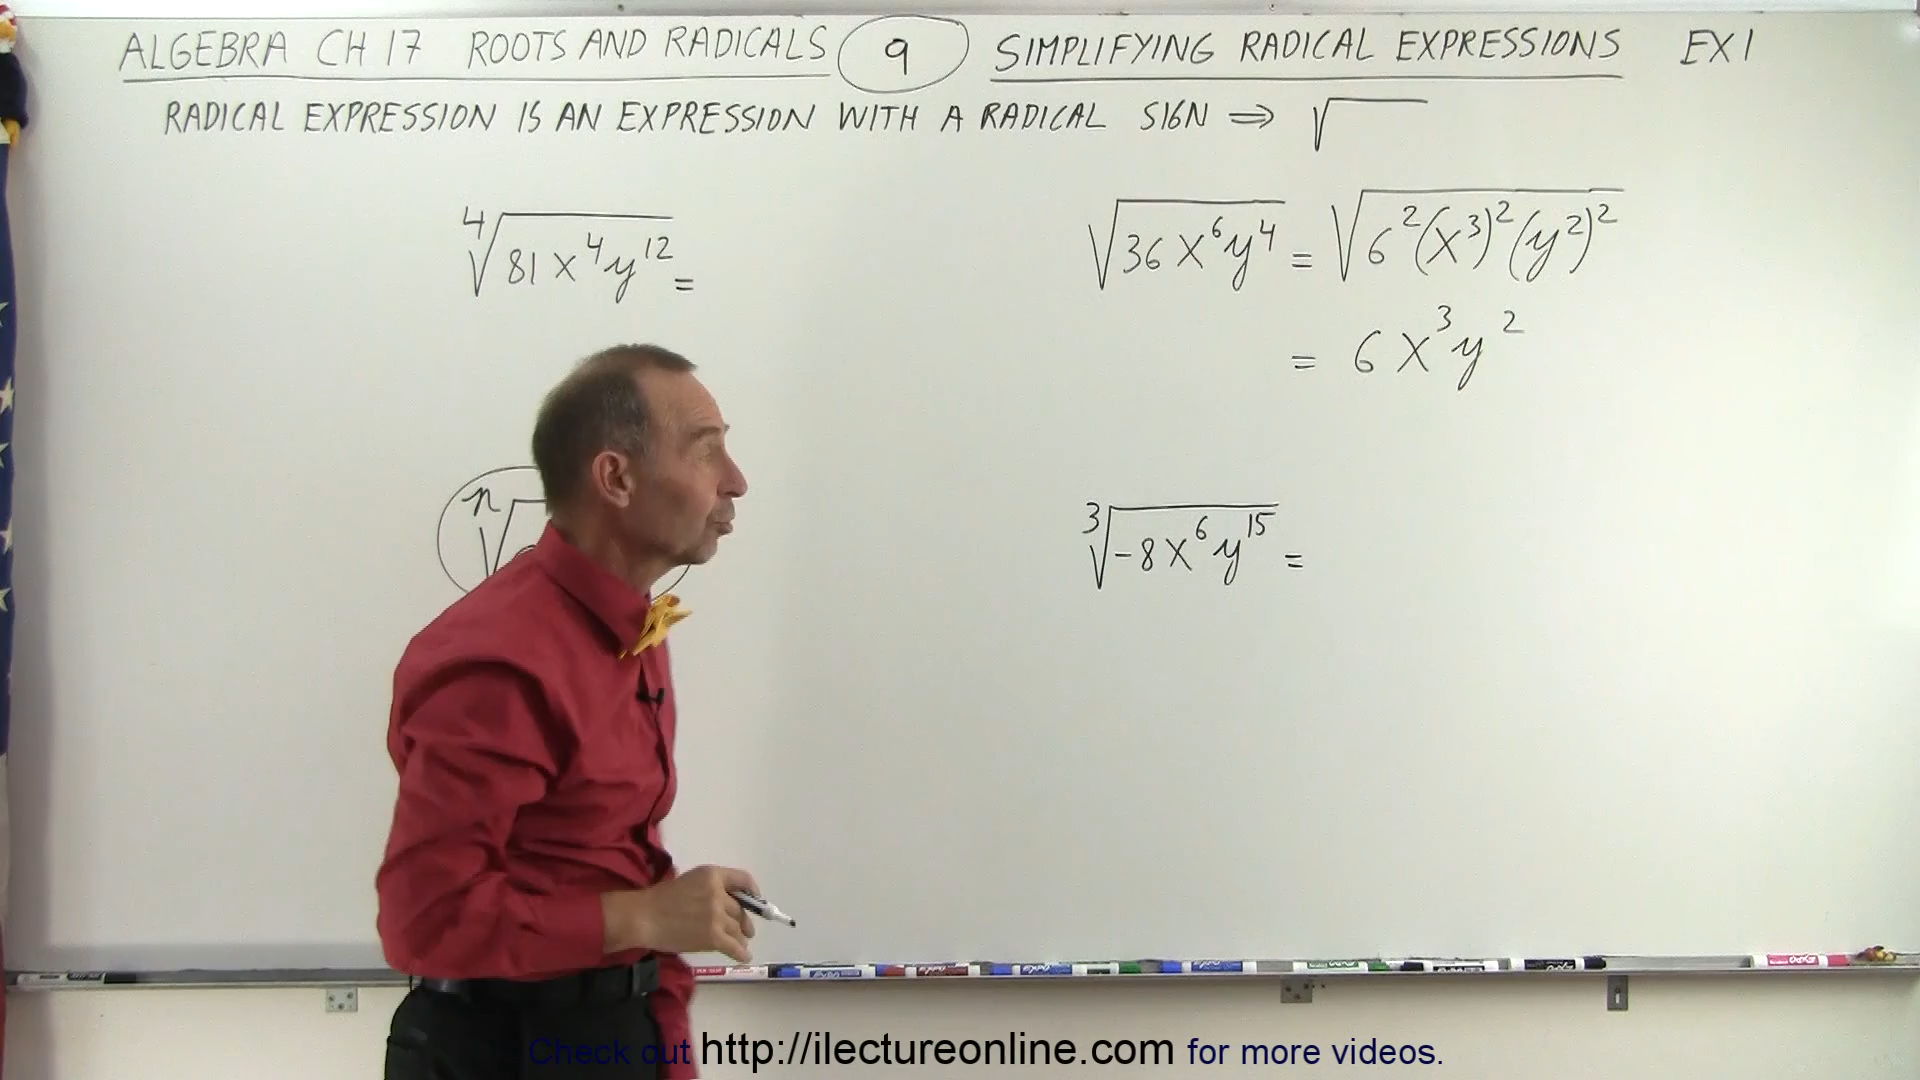 ALGEBRA CH 17 ROOTS AND RADICALS 9 SIMPLIFYING RADICAL EXPRESSIONS EX 1
RADICAL EXPRESSION IS AN EXPRESSION WITH A RADICAL SIGN ⇒ √
⁴√81x⁴y¹² =
√36x⁶y⁴ = √6²(x³)²(y²)²
= 6x³y²
n√
³√-8x⁶y¹⁵ =
Check out http://ilectureonline.com for more videos.